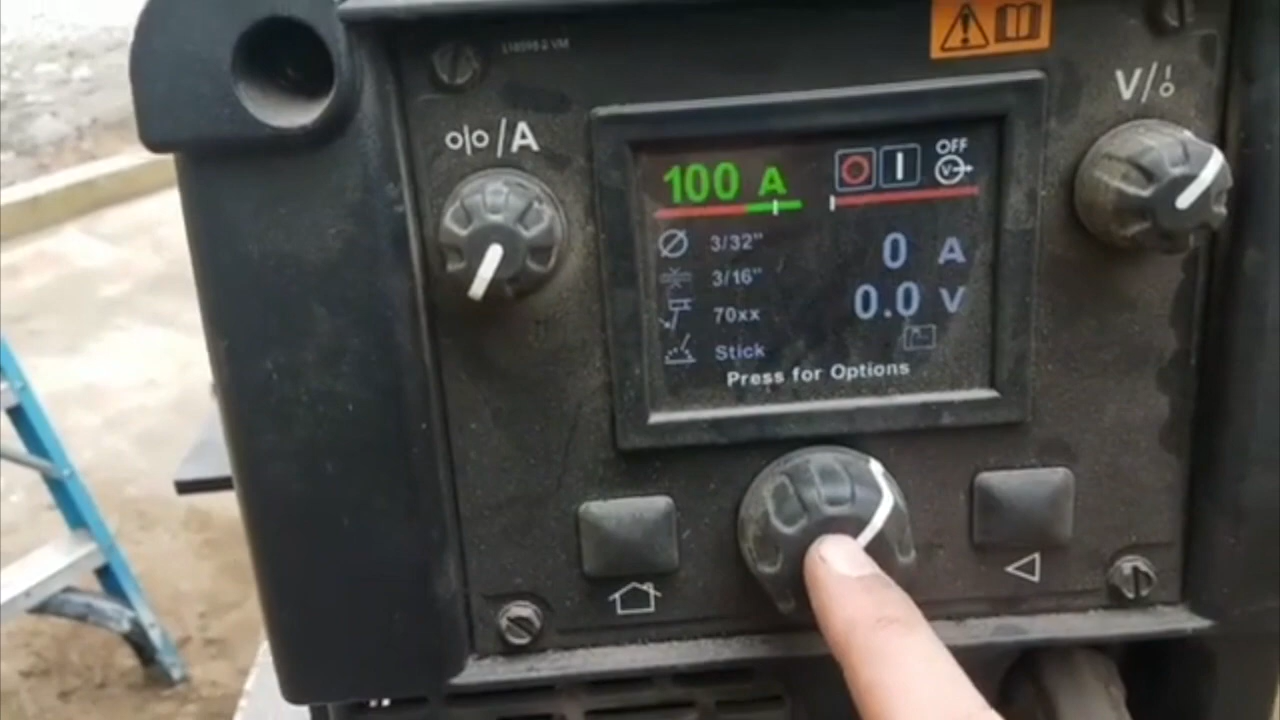 %/A
V/
100 A
OFF
V
3/32"
0 A
3/16"
0.0 V
70xx
Stick
Press for Options